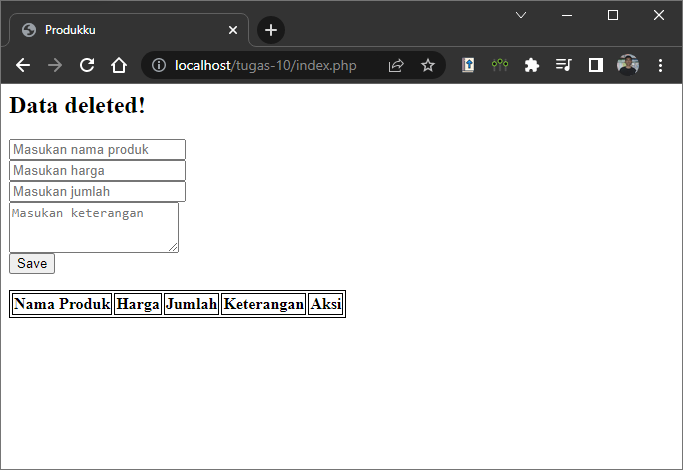 Produkku
localhost/tugas-10/index.php
Data deleted!
Masukan nama produk
Masukan harga
Masukan jumlah
Masukan keterangan
Save
Nama Produk Harga Jumlah Keterangan Aksi